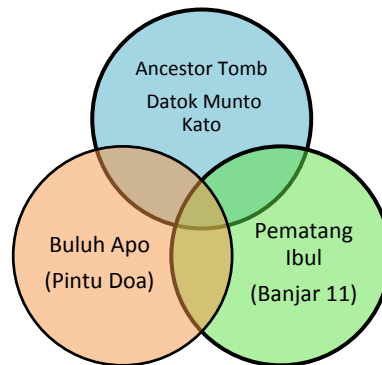 Ancestor Tomb
Datok Munto
Kato
Buluh Apo
(Pintu Doa)
Pematang
Ibul
(Banjar 11)